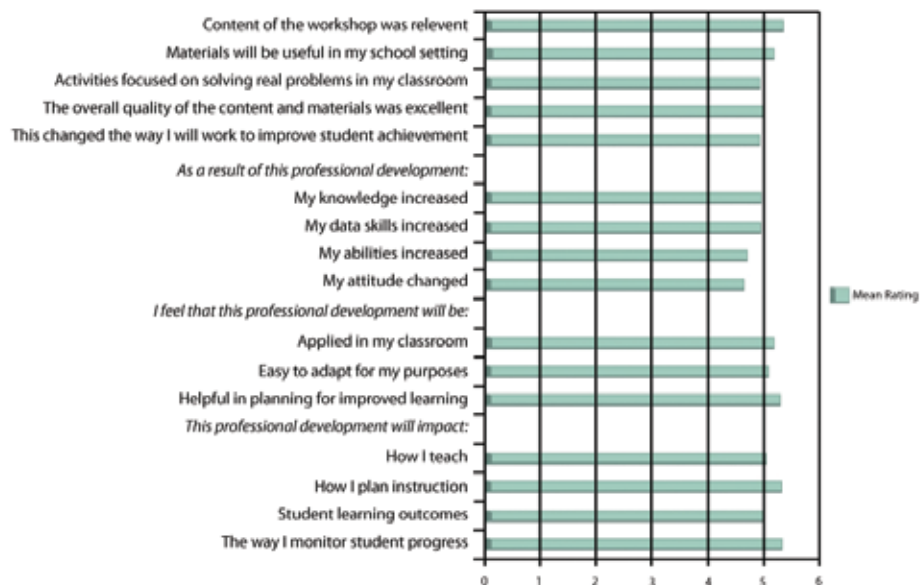 Content of the workshop was relevent
Materials will be useful in my school setting
Activities focused on solving real problems in my classroom
The overall quality of the content and materials was excellent
This changed the way I will work to improve student achievement
As a result of this professional development:
My knowledge increased
My data skills increased
My abilities increased
My attitude changed
I feel that this professional development will be:
Applied in my classroom
Easy to adapt for my purposes
Helpful in planning for improved learning
This professional development will impact:
How I teach
How I plan instruction
Student learning outcomes
The way I monitor student progress
0 1 2 3 4 5 6
Mean Rating